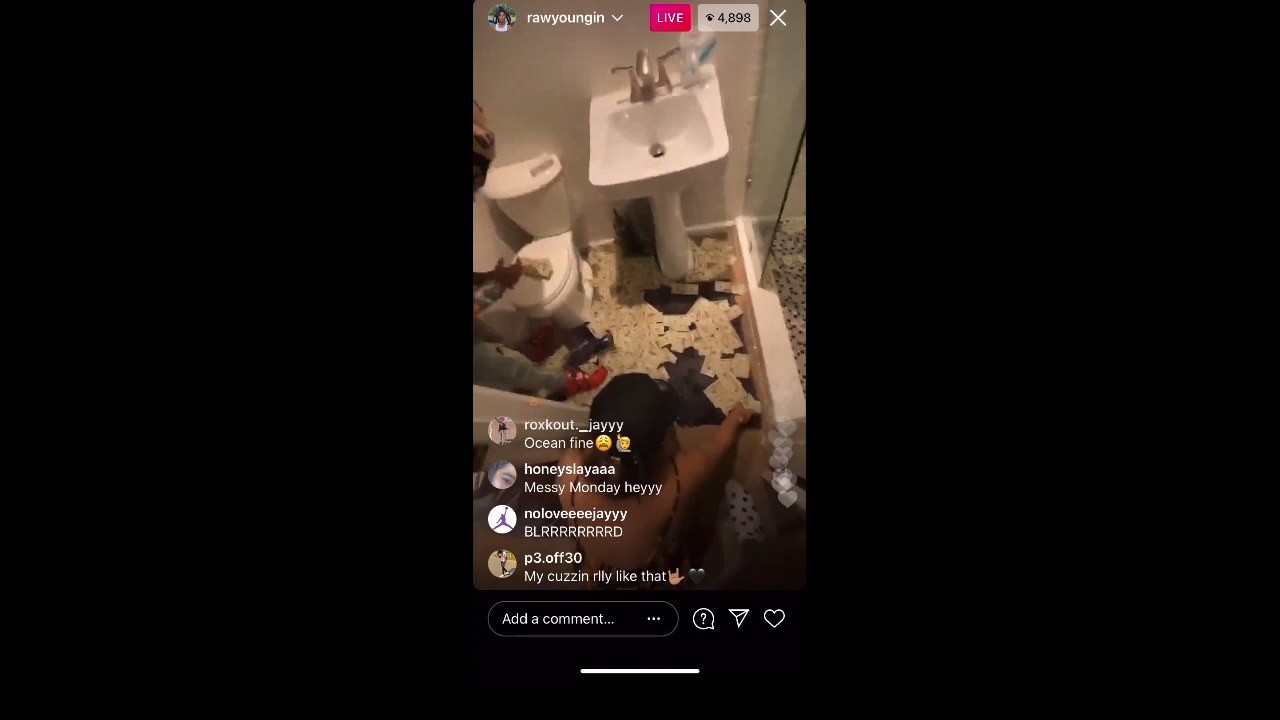 rawyoungin LIVE 4,898
roxkout._jayyy
Ocean fine😩🙋
honeyslayaaa
Messy Monday heyyy
noloveeeejayyy
BLRRRRRRRRD
p3.off30
My cuzzin rlly like that🤟🏽🖤
Add a comment...